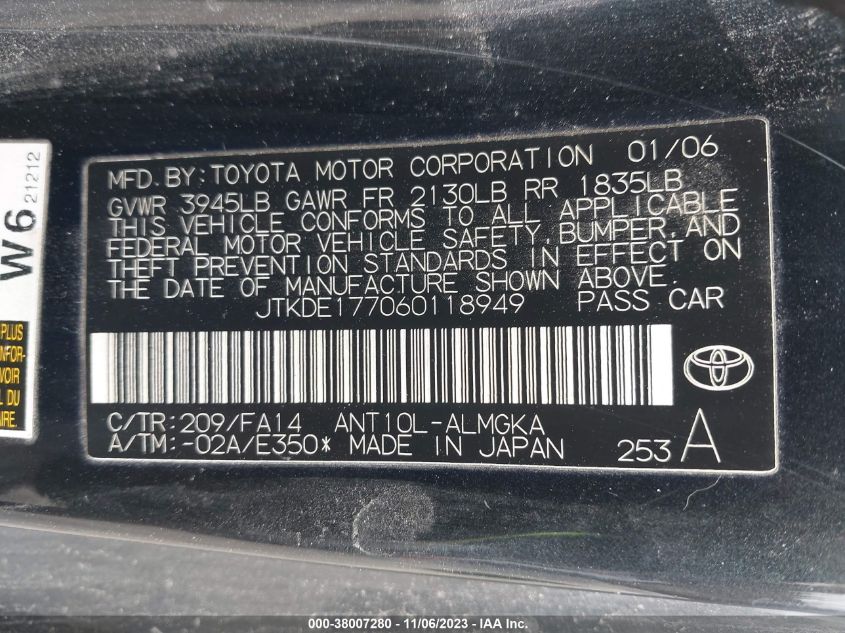 MFD.BY:TOYOTA MOTOR CORPORATION 01/06
GVWR 3945LB GAWR FR 2130LB RR 1835LB
THIS VEHICLE CONFORMS TO ALL APPLICABLE
FEDERAL MOTOR VEHICLE SAFETY,BUMPER,AND
THEFT PREVENTION STANDARDS IN EFFECT ON
THE DATE OF MANUFACTURE SHOWN ABOVE.
JTKDE177060118949 PASS CAR
C/TR:209/FA14 ANT10L-ALMGKA
A/TM:-02A/E350* MADE IN JAPAN 253 A
W6 21212
PLUS
VOIR
DU
AIRE.
000-38007280 - 11/06/2023 - IAA Inc.